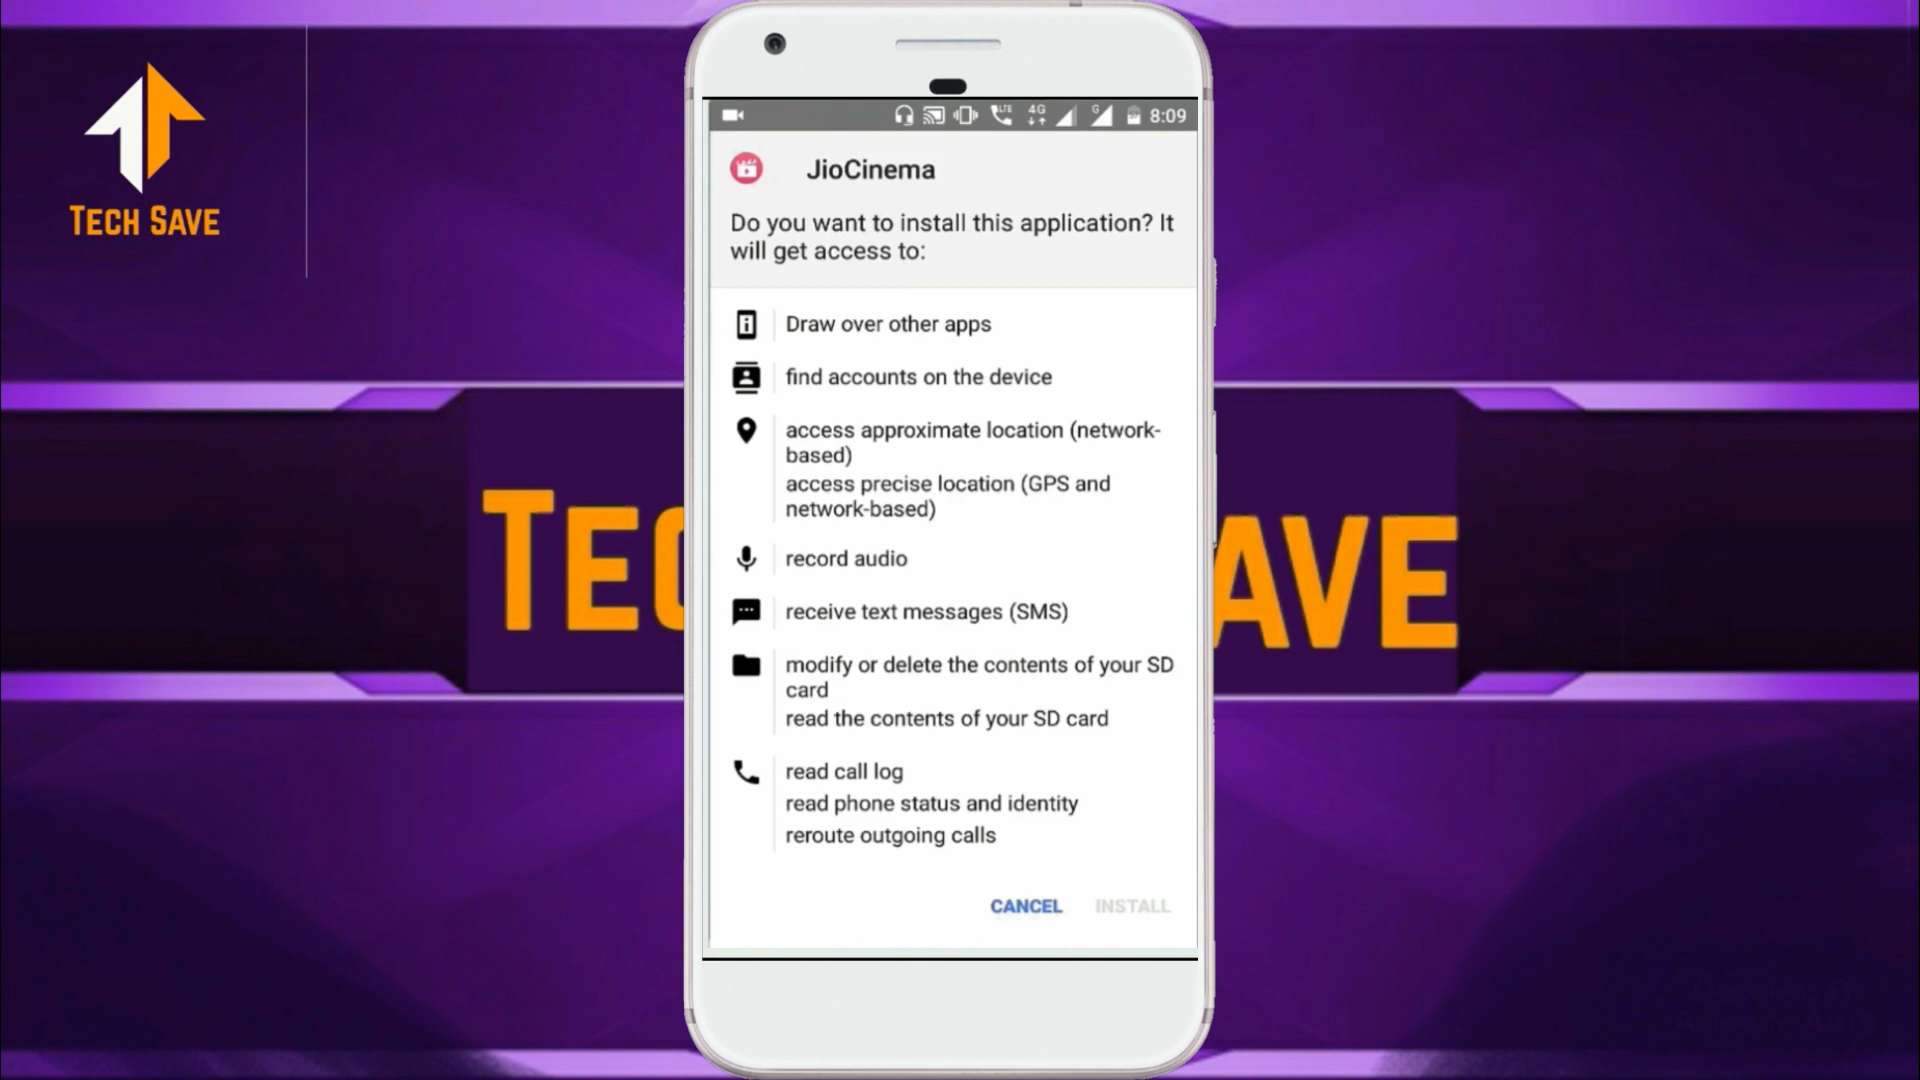 TECH SAVE
LTE
4G
G
8:09
JioCinema
Do you want to install this application? It
will get access to:
Draw over other apps
find accounts on the device
access approximate location (network-
based)
access precise location (GPS and
network-based)
record audio
receive text messages (SMS)
modify or delete the contents of your SD
card
read the contents of your SD card
read call log
read phone status and identity
reroute outgoing calls
CANCEL INSTALL
TEC AVE